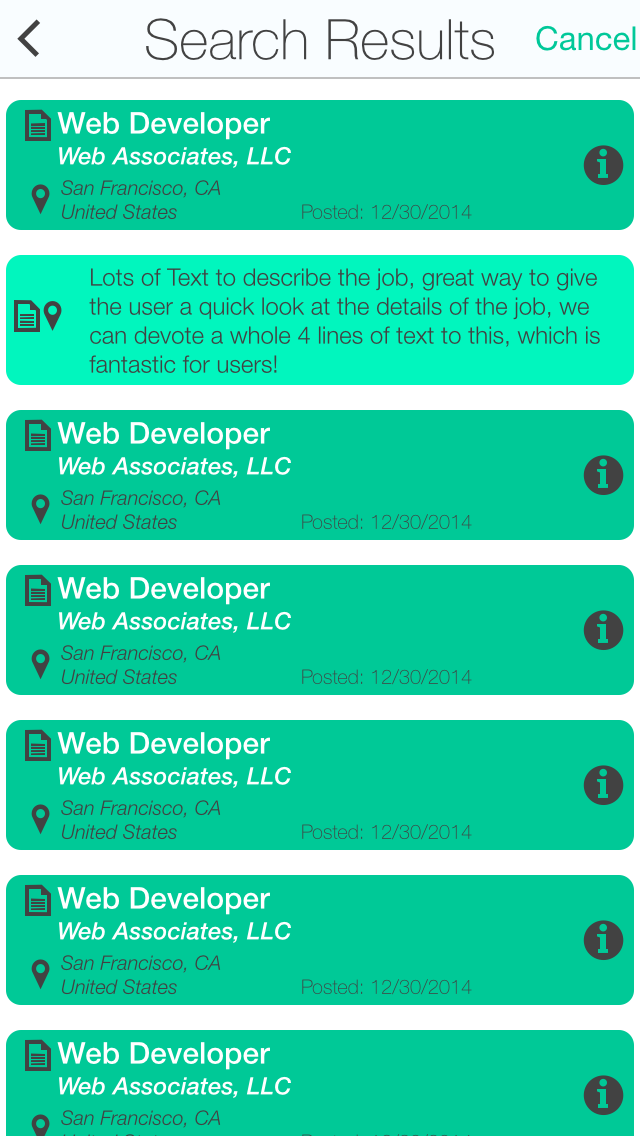 Search Results
Cancel
Web Developer
Web Associates, LLC
San Francisco, CA
United States
Posted: 12/30/2014
Lots of Text to describe the job, great way to give
the user a quick look at the details of the job, we
can devote a whole 4 lines of text to this, which is
fantastic for users!
Web Developer
Web Associates, LLC
San Francisco, CA
United States
Posted: 12/30/2014
Web Developer
Web Associates, LLC
San Francisco, CA
United States
Posted: 12/30/2014
Web Developer
Web Associates, LLC
San Francisco, CA
United States
Posted: 12/30/2014
Web Developer
Web Associates, LLC
San Francisco, CA
United States
Posted: 12/30/2014
Web Developer
Web Associates, LLC
San Francisco, CA